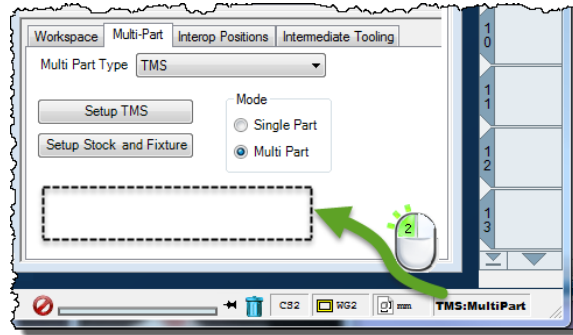 Workspace Multi-Part Interop Positions Intermediate Tooling
Multi Part Type TMS
Setup TMS
Setup Stock and Fixture
Mode
Single Part
Multi Part
2
10
11
12
13
CS2 WG2 mm TMS:MultiPart